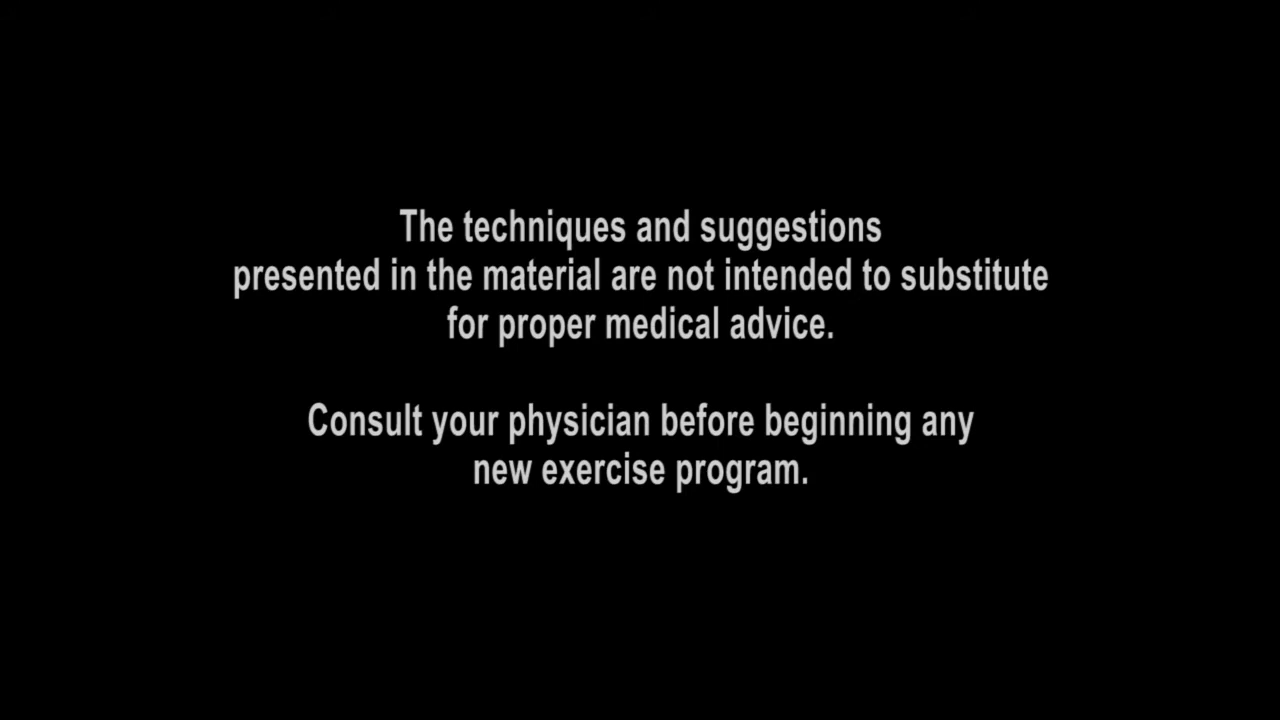 The techniques and suggestions
presented in the material are not intended to substitute
for proper medical advice.
Consult your physician before beginning any
new exercise program.